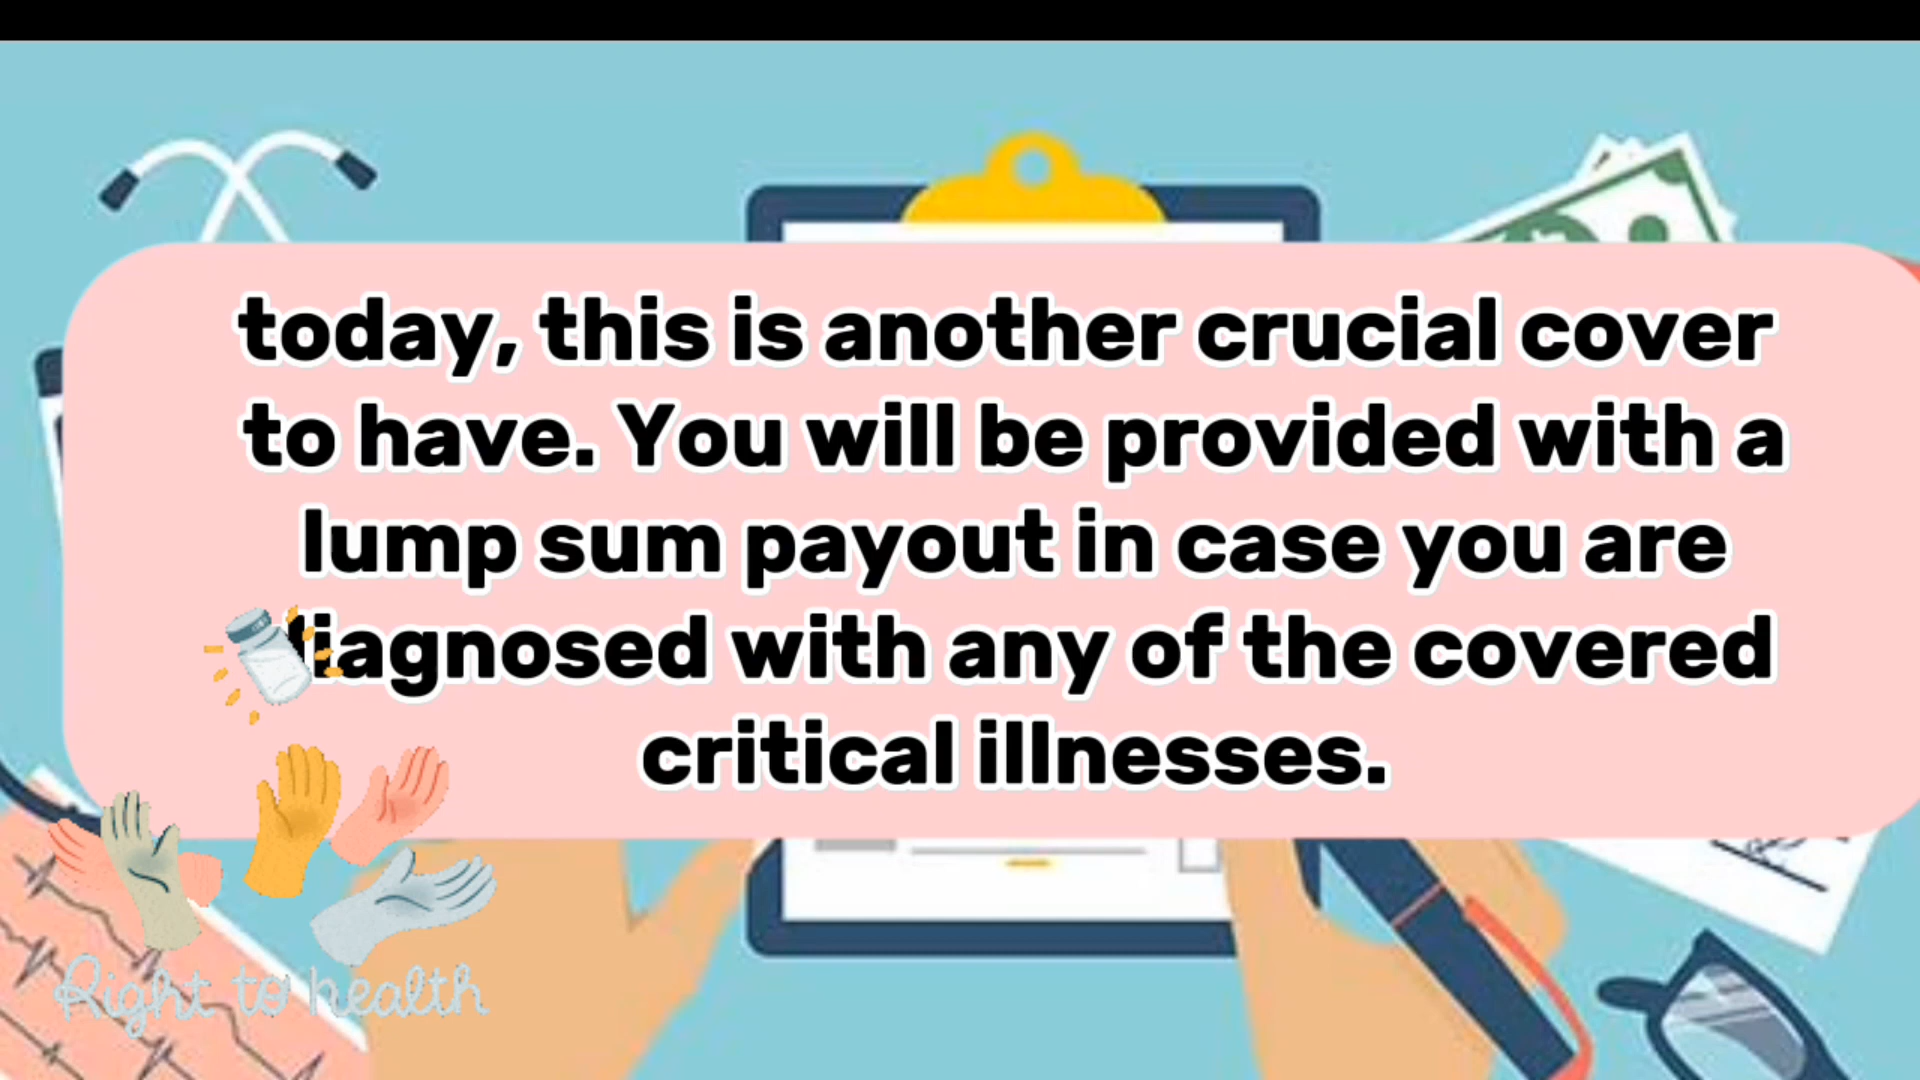 today, this is another crucial cover
to have. You will be provided with a
lump sum payout in case you are
diagnosed with any of the covered
critical illnesses.
Right to health